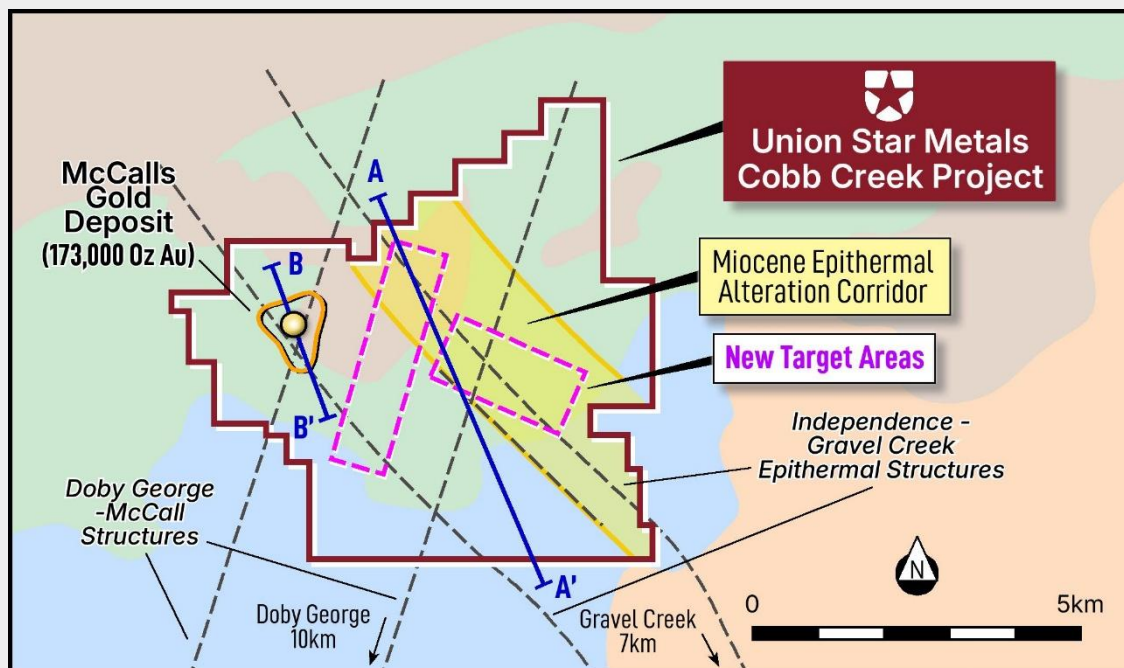 Union Star Metals
Cobb Creek Project
McCalls
Gold
Deposit
(173,000 Oz Au)
A
B
Miocene Epithermal
Alteration Corridor
New Target Areas
B'
Independence -
Gravel Creek
Epithermal Structures
Doby George
-McCall
Structures
A'
Doby George
10km
Gravel Creek
7km
N
0
5km